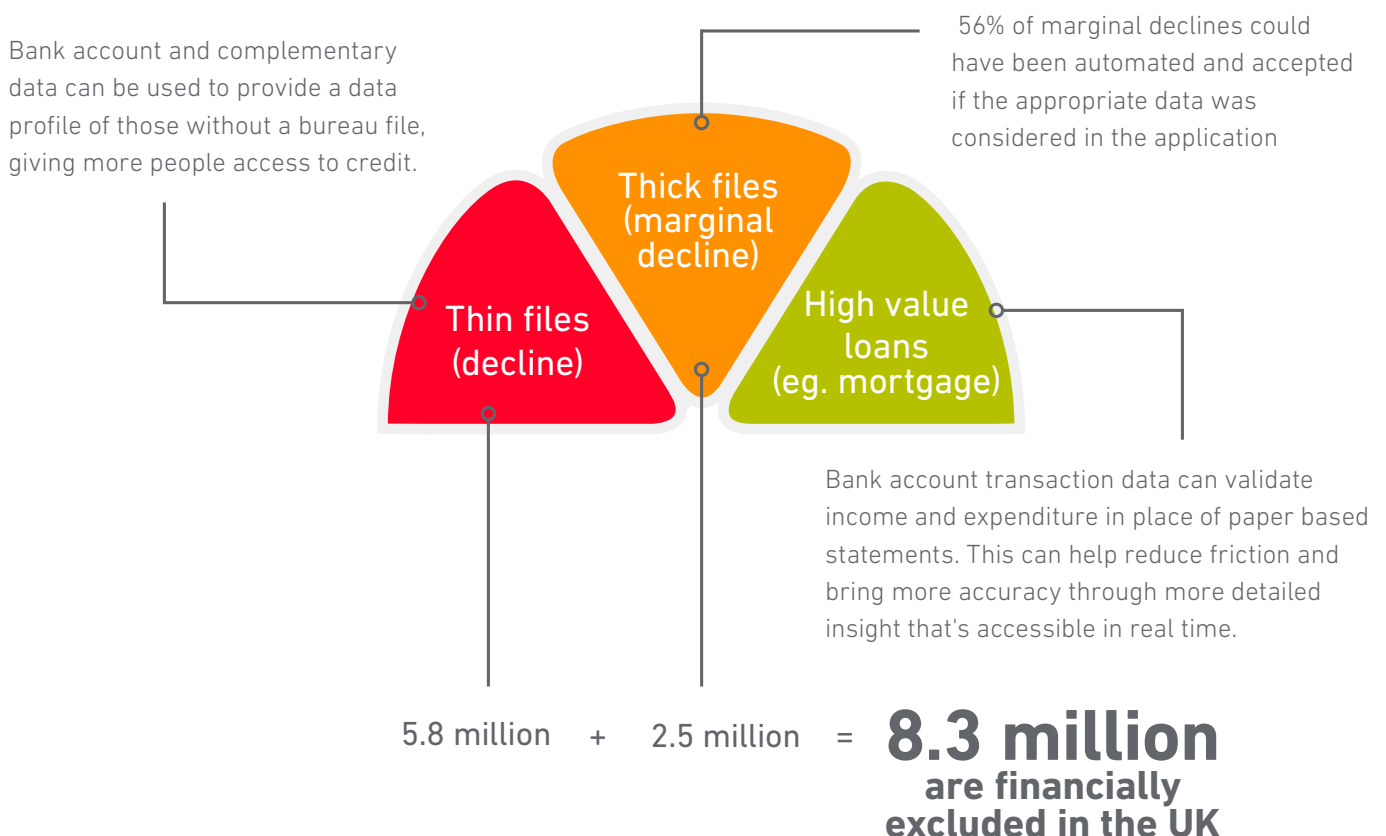 Bank account and complementary
data can be used to provide a data
profile of those without a bureau file,
giving more people access to credit.
56% of marginal declines could
have been automated and accepted
if the appropriate data was
considered in the application
Thick files
(marginal
decline)
Thin files
(decline)
High value
loans
(eg. mortgage)
Bank account transaction data can validate
income and expenditure in place of paper based
statements. This can help reduce friction and
bring more accuracy through more detailed
insight that's accessible in real time.
5.8 million + 2.5 million = 8.3 million
are financially
excluded in the UK